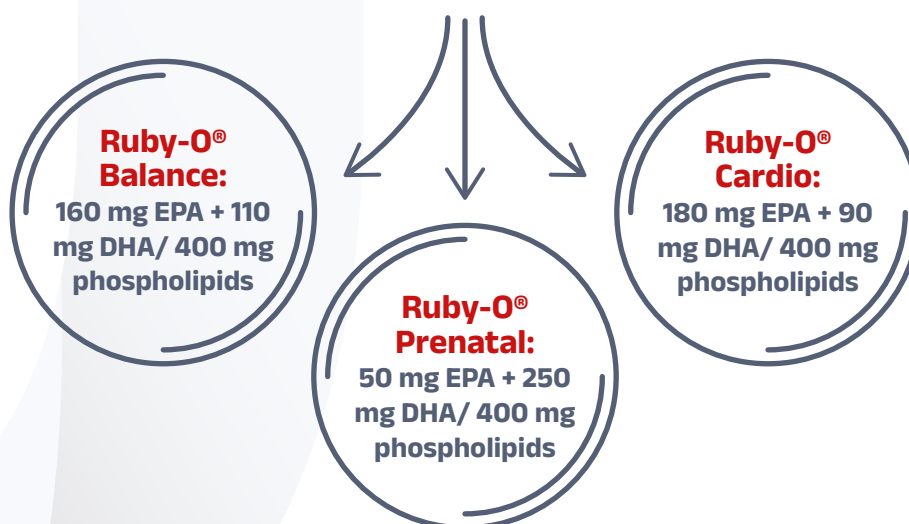 Ruby-O®
Balance:
160 mg EPA + 110
mg DHA/ 400 mg
phospholipids
Ruby-O®
Prenatal:
50 mg EPA + 250
mg DHA/ 400 mg
phospholipids
Ruby-O®
Cardio:
180 mg EPA + 90
mg DHA/ 400 mg
phospholipids